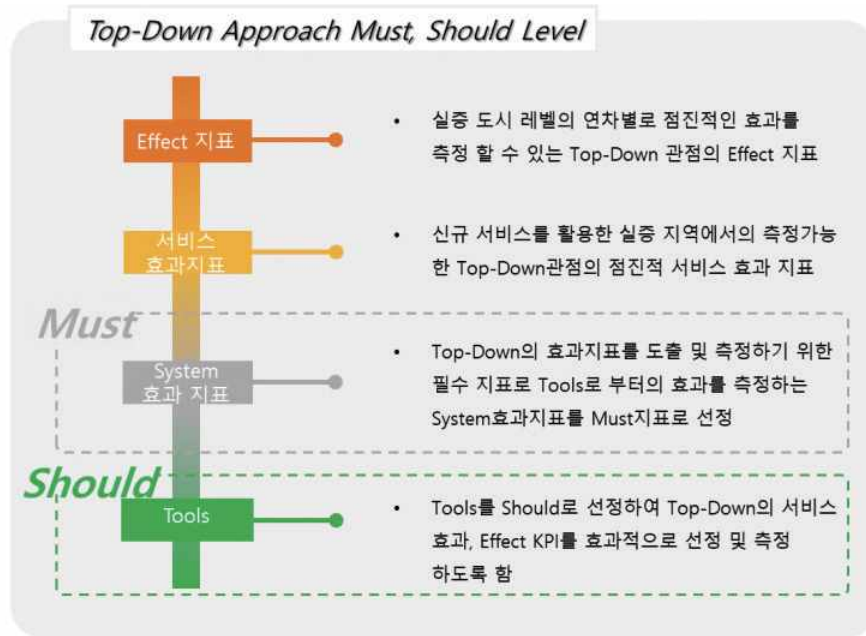 Top-Down Approach Must, Should Level
Effect 지표
• 실증 도시 레벨의 연차별로 점진적인 효과를
측정 할 수 있는 Top-Down 관점의 Effect 지표
서비스
효과지표
• 신규 서비스를 활용한 실증 지역에서의 측정가능
한 Top-Down관점의 점진적 서비스 효과 지표
Must
System
효과 지표
• Top-Down의 효과지표를 도출 및 측정하기 위한
필수 지표로 Tools로 부터의 효과를 측정하는
System효과지표를 Must지표로 선정
Should
Tools
• Tools를 Should로 선정하여 Top-Down의 서비스
효과, Effect KPI를 효과적으로 선정 및 측정
하도록 함